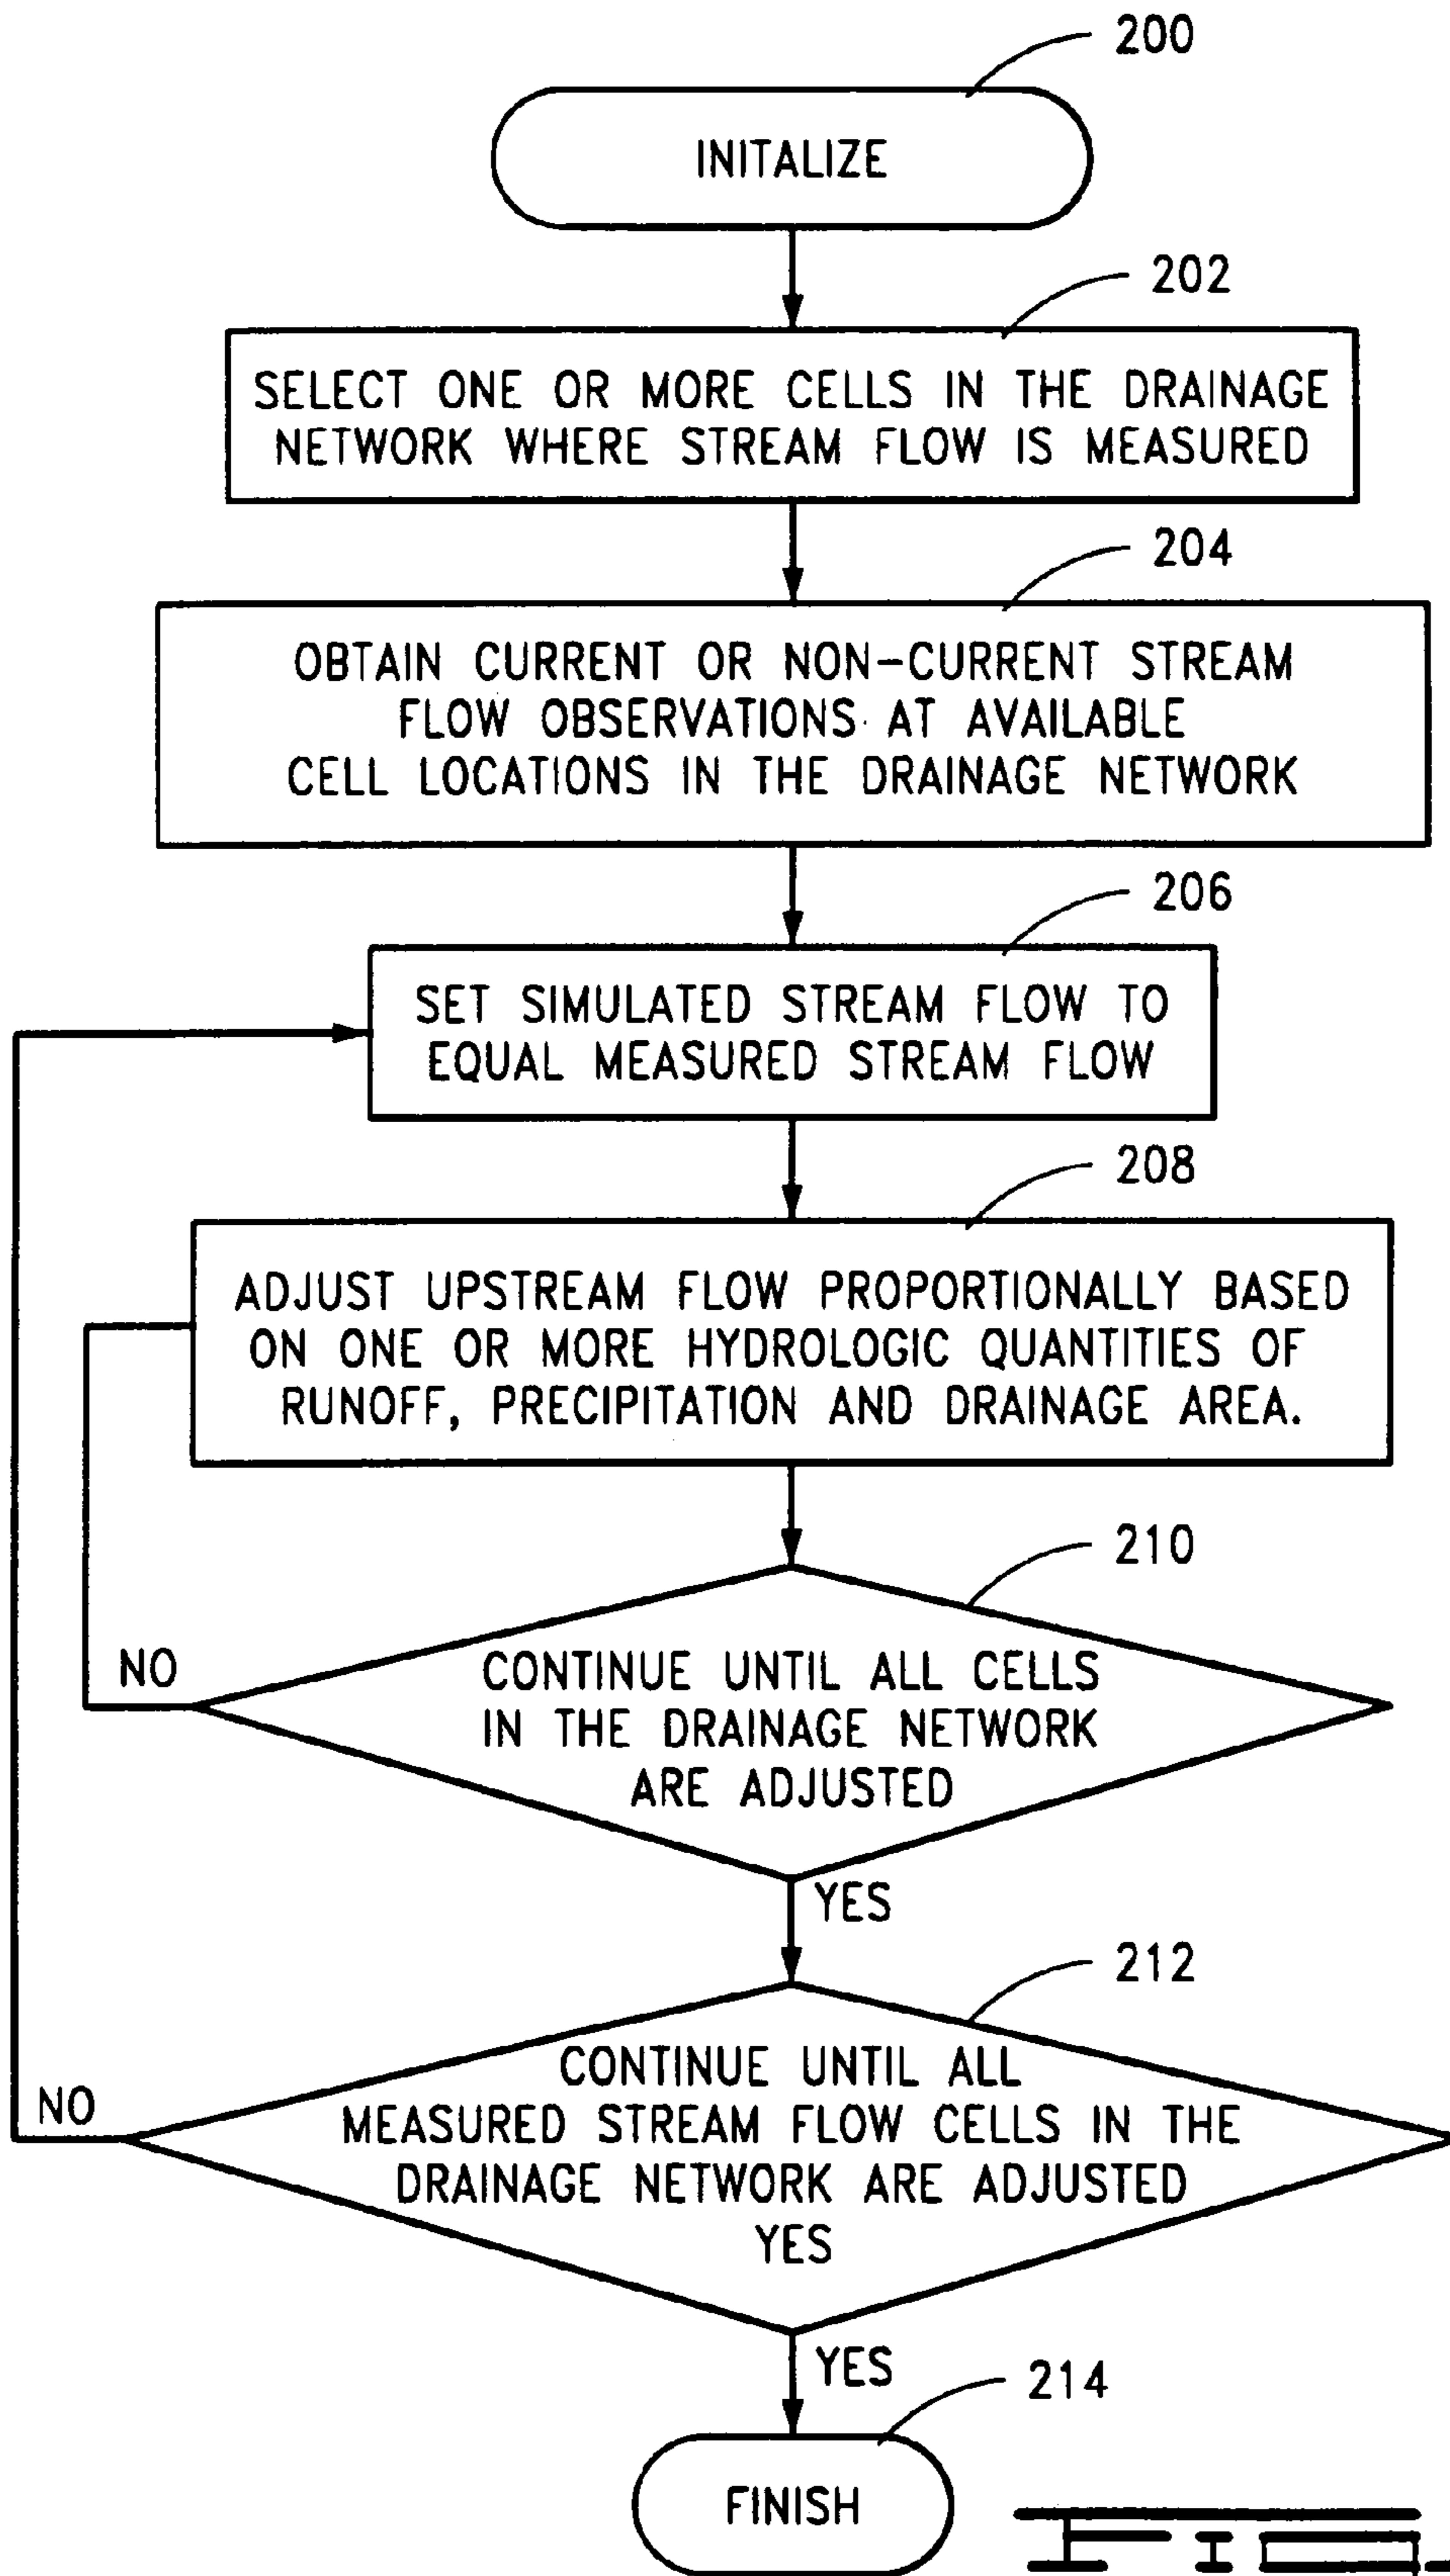 200
INITALIZE
202
SELECT ONE OR MORE CELLS IN THE DRAINAGE
NETWORK WHERE STREAM FLOW IS MEASURED
204
OBTAIN CURRENT OR NON-CURRENT STREAM
FLOW OBSERVATIONS AT AVAILABLE
CELL LOCATIONS IN THE DRAINAGE NETWORK
206
SET SIMULATED STREAM FLOW TO
EQUAL MEASURED STREAM FLOW
208
ADJUST UPSTREAM FLOW PROPORTIONALLY BASED
ON ONE OR MORE HYDROLOGIC QUANTITIES OF
RUNOFF, PRECIPITATION AND DRAINAGE AREA.
210
NO
CONTINUE UNTIL ALL CELLS
IN THE DRAINAGE NETWORK
ARE ADJUSTED
YES
212
NO
CONTINUE UNTIL ALL
MEASURED STREAM FLOW CELLS IN THE
DRAINAGE NETWORK ARE ADJUSTED
YES
YES
214
FINISH